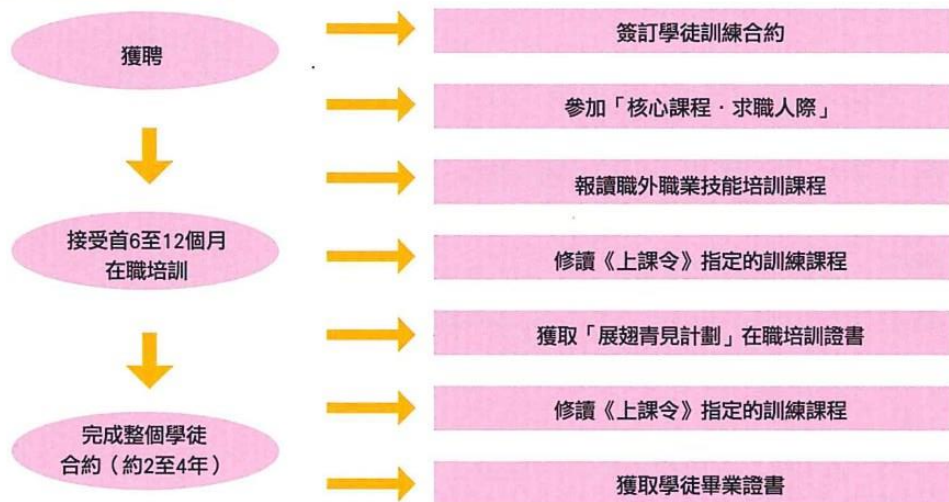 獲聘
簽訂學徒訓練合約
參加「核心課程．求職人際」
報讀職外職業技能培訓課程
接受首6至12個月
在職培訓
修讀《上課令》指定的訓練課程
獲取「展翅青見計劃」在職培訓證書
修讀《上課令》指定的訓練課程
完成整個學徒
合約（約2至4年）
獲取學徒畢業證書